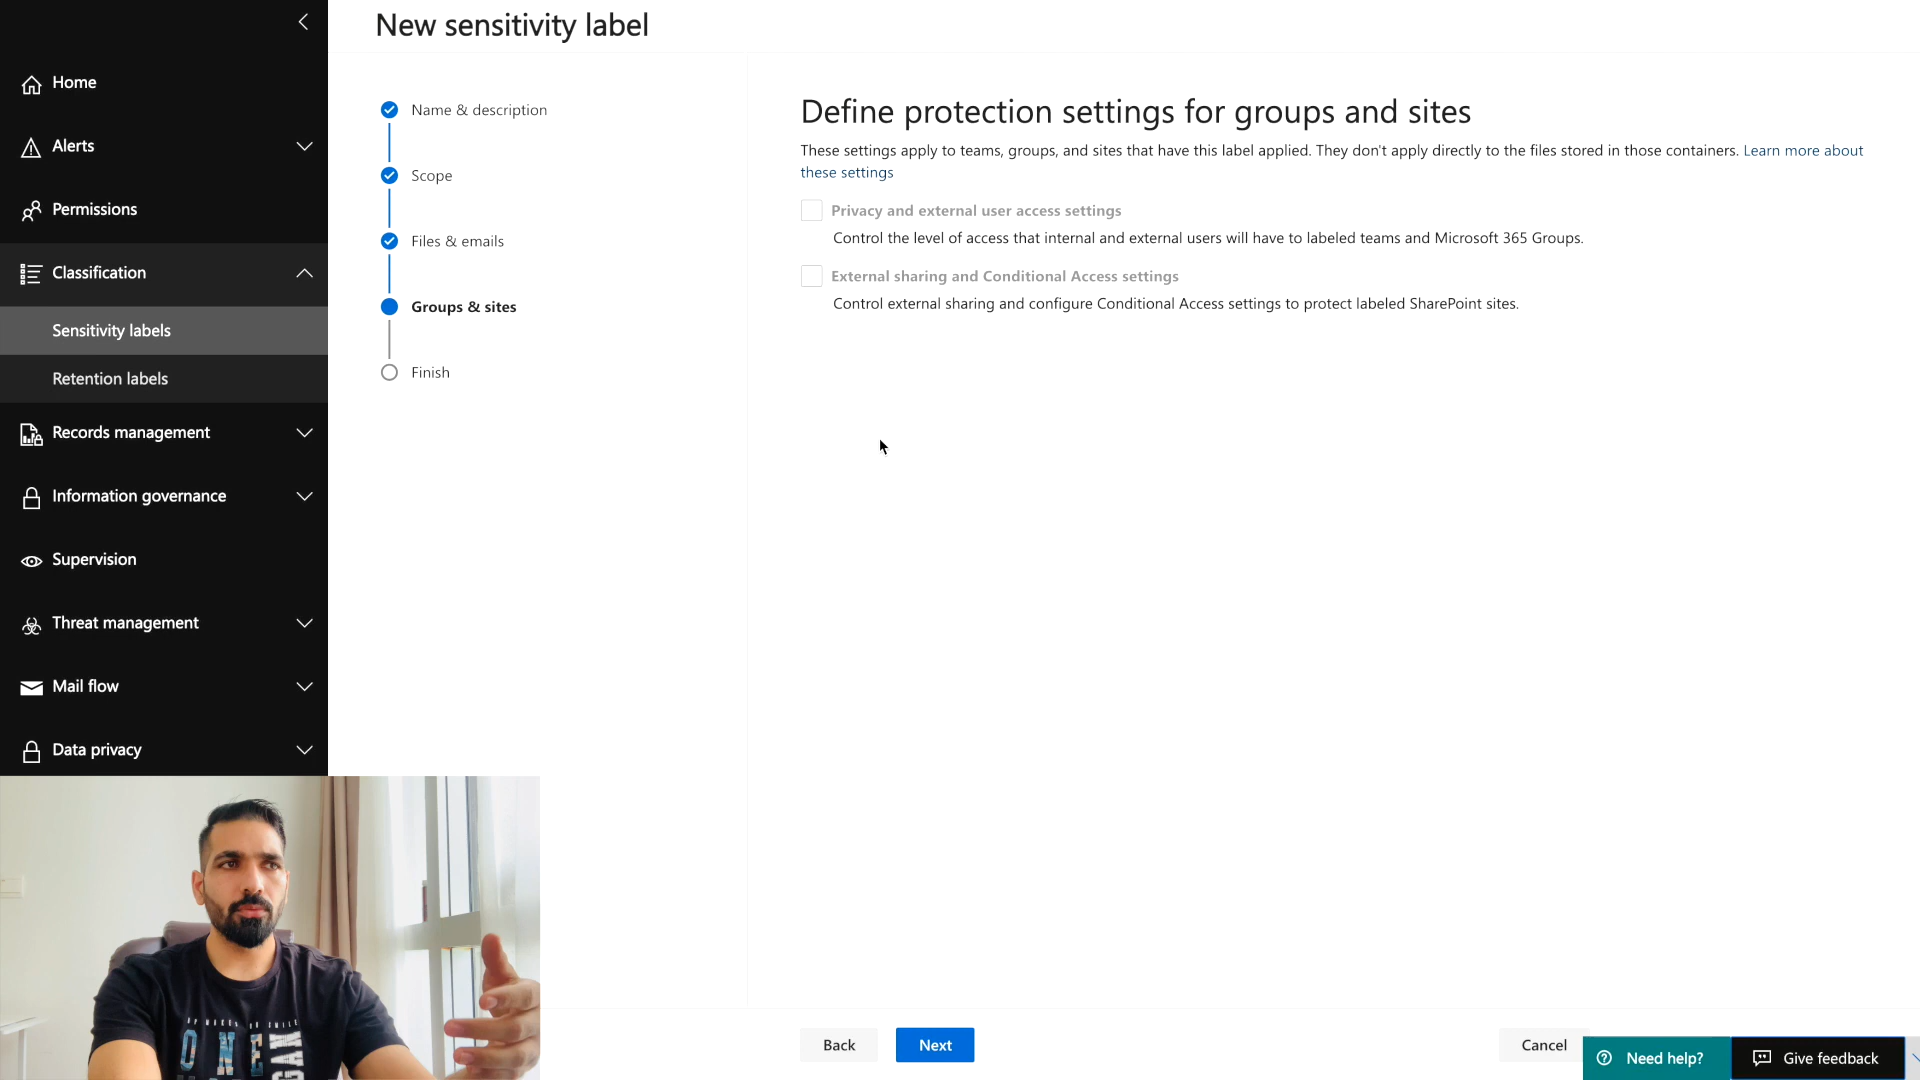 New sensitivity label
Home
Alerts
Permissions
Classification
Sensitivity labels
Retention labels
Records management
Information governance
Supervision
Threat management
Mail flow
Data privacy
Name & description
Scope
Files & emails
Groups & sites
Finish
Define protection settings for groups and sites
These settings apply to teams, groups, and sites that have this label applied. They don't apply directly to the files stored in those containers. Learn more about
these settings
Privacy and external user access settings
Control the level of access that internal and external users will have to labeled teams and Microsoft 365 Groups.
External sharing and Conditional Access settings
Control external sharing and configure Conditional Access settings to protect labeled SharePoint sites.
Back
Next
Cancel
Need help?
Give feedback
ONE